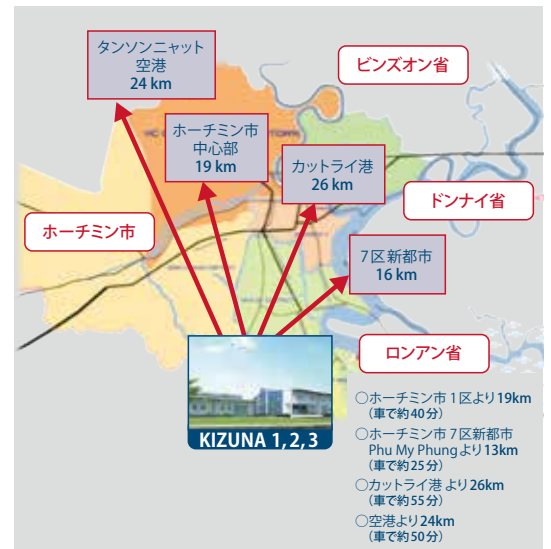 タンソンニャット
空港
24 km
ビンズオン省
ホーチミン市
中心部
19 km
カットライ港
26 km
ドンナイ省
ホーチミン市
7区新都市
16 km
ロンアン省
KIZUNA 1, 2, 3
○ホーチミン市 1区より19km
（車で約40分）
○ホーチミン市 7区新都市
Phu My Phungより13km
（車で約25分）
○カットライ港 より26km
（車で約55分）
○空港より24km
（車で約50分）